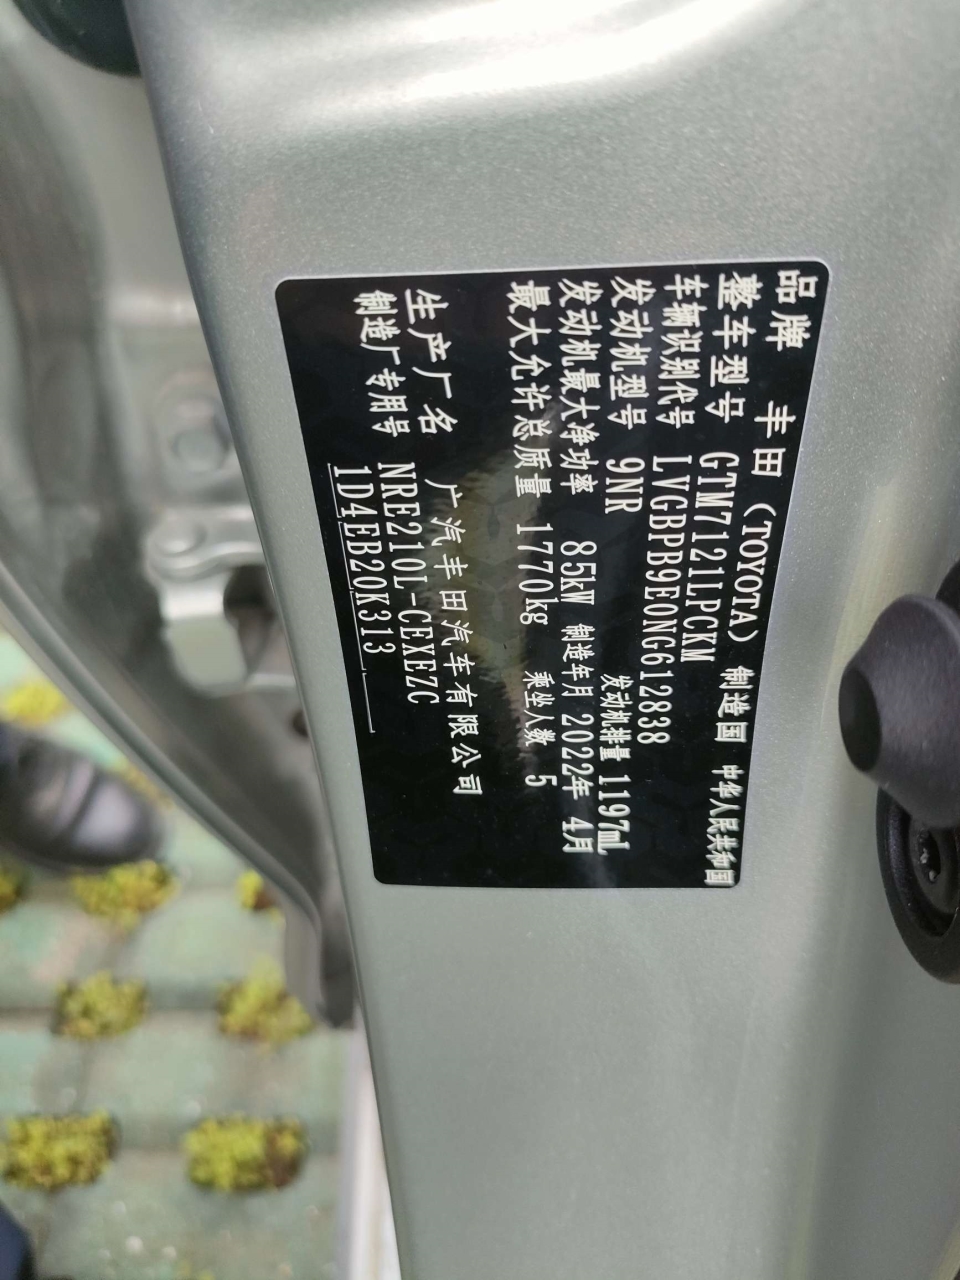 品牌 丰田(TOYOTA) 制造国 中华人民共和国
整车型号 GTM7121LPCKM
车辆识别代号 LVGBPB9E0NG612838
发动机型号 9NR 发动机排量 1197mL
发动机最大净功率 85kW 制造年月 2022年 4月
最大允许总质量 1770kg 乘坐人数 5
生产厂名 广汽丰田汽车有限公司
制造厂专用号 NRE210L-CEXEZC
1D4EB20K313